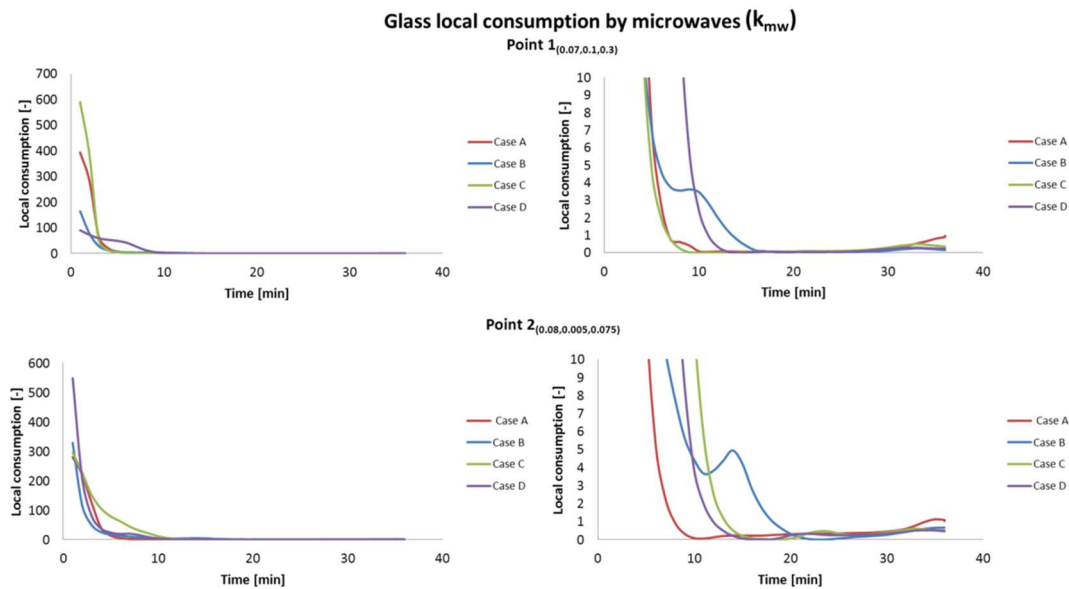 Glass local consumption by microwaves (kmw)
Point 1(0.07,0.1,0.3)
Local consumption [-]
700
600
500
400
300
200
100
0
0 10 20 30 40
Time [min]
Case A
Case B
Case C
Case D
Local consumption [-]
10
9
8
7
6
5
4
3
2
1
0
0 10 20 30 40
Time [min]
Case A
Case B
Case C
Case D
Point 2(0.08,0.005,0.075)
Local consumption [-]
600
500
400
300
200
100
0
0 10 20 30 40
Time [min]
Case A
Case B
Case C
Case D
Local consumption [-]
10
9
8
7
6
5
4
3
2
1
0
0 10 20 30 40
Time [min]
Case A
Case B
Case C
Case D